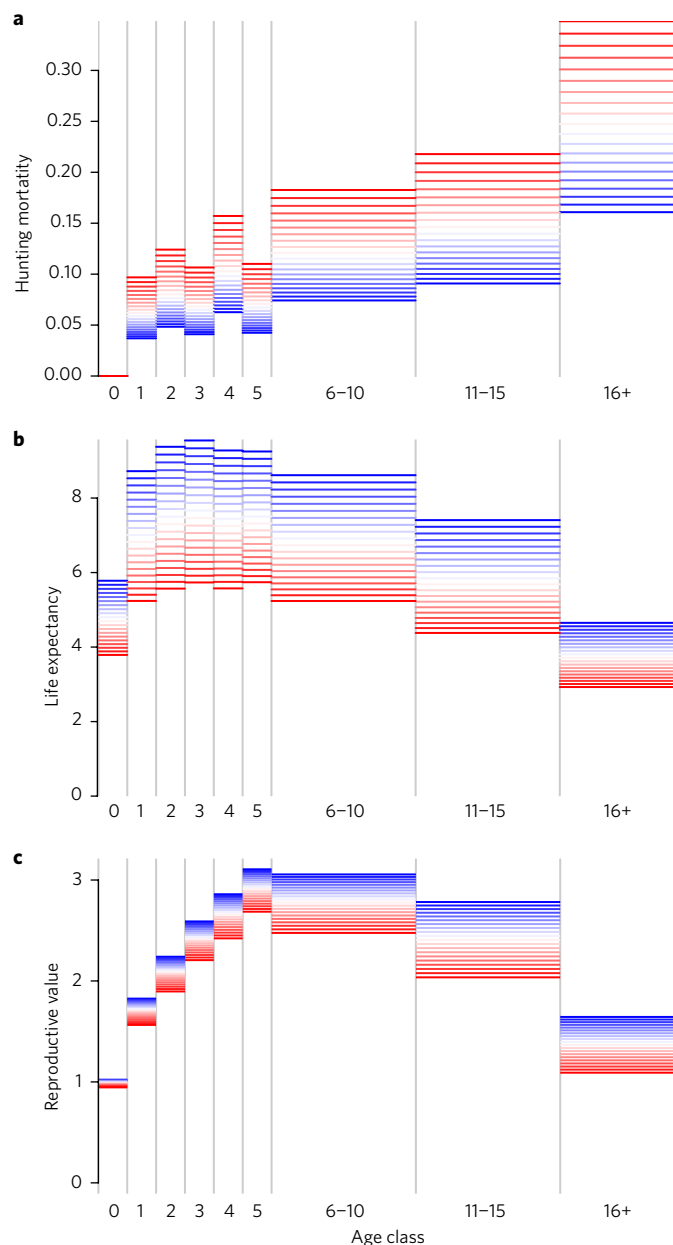 a
0.30
0.25
0.20
0.15
0.10
0.05
0.00
Hunting mortatity
0 1 2 3 4 5 6–10 11–15 16+
b
8
6
4
2
0
Life expectancy
0 1 2 3 4 5 6–10 11–15 16+
c
3
2
1
0
Reproductive value
0 1 2 3 4 5 6–10 11–15 16+
Age class